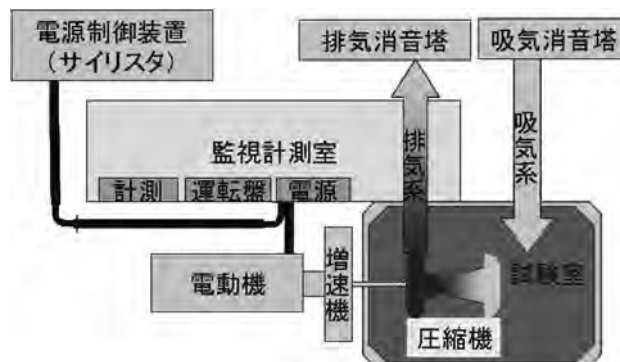 電源制御装置
（サイリスタ）
排気消音塔
吸気消音塔
監視計測室
計測
運転盤
電源
排気系
吸気系
電動機
増速機
試験室
圧縮機